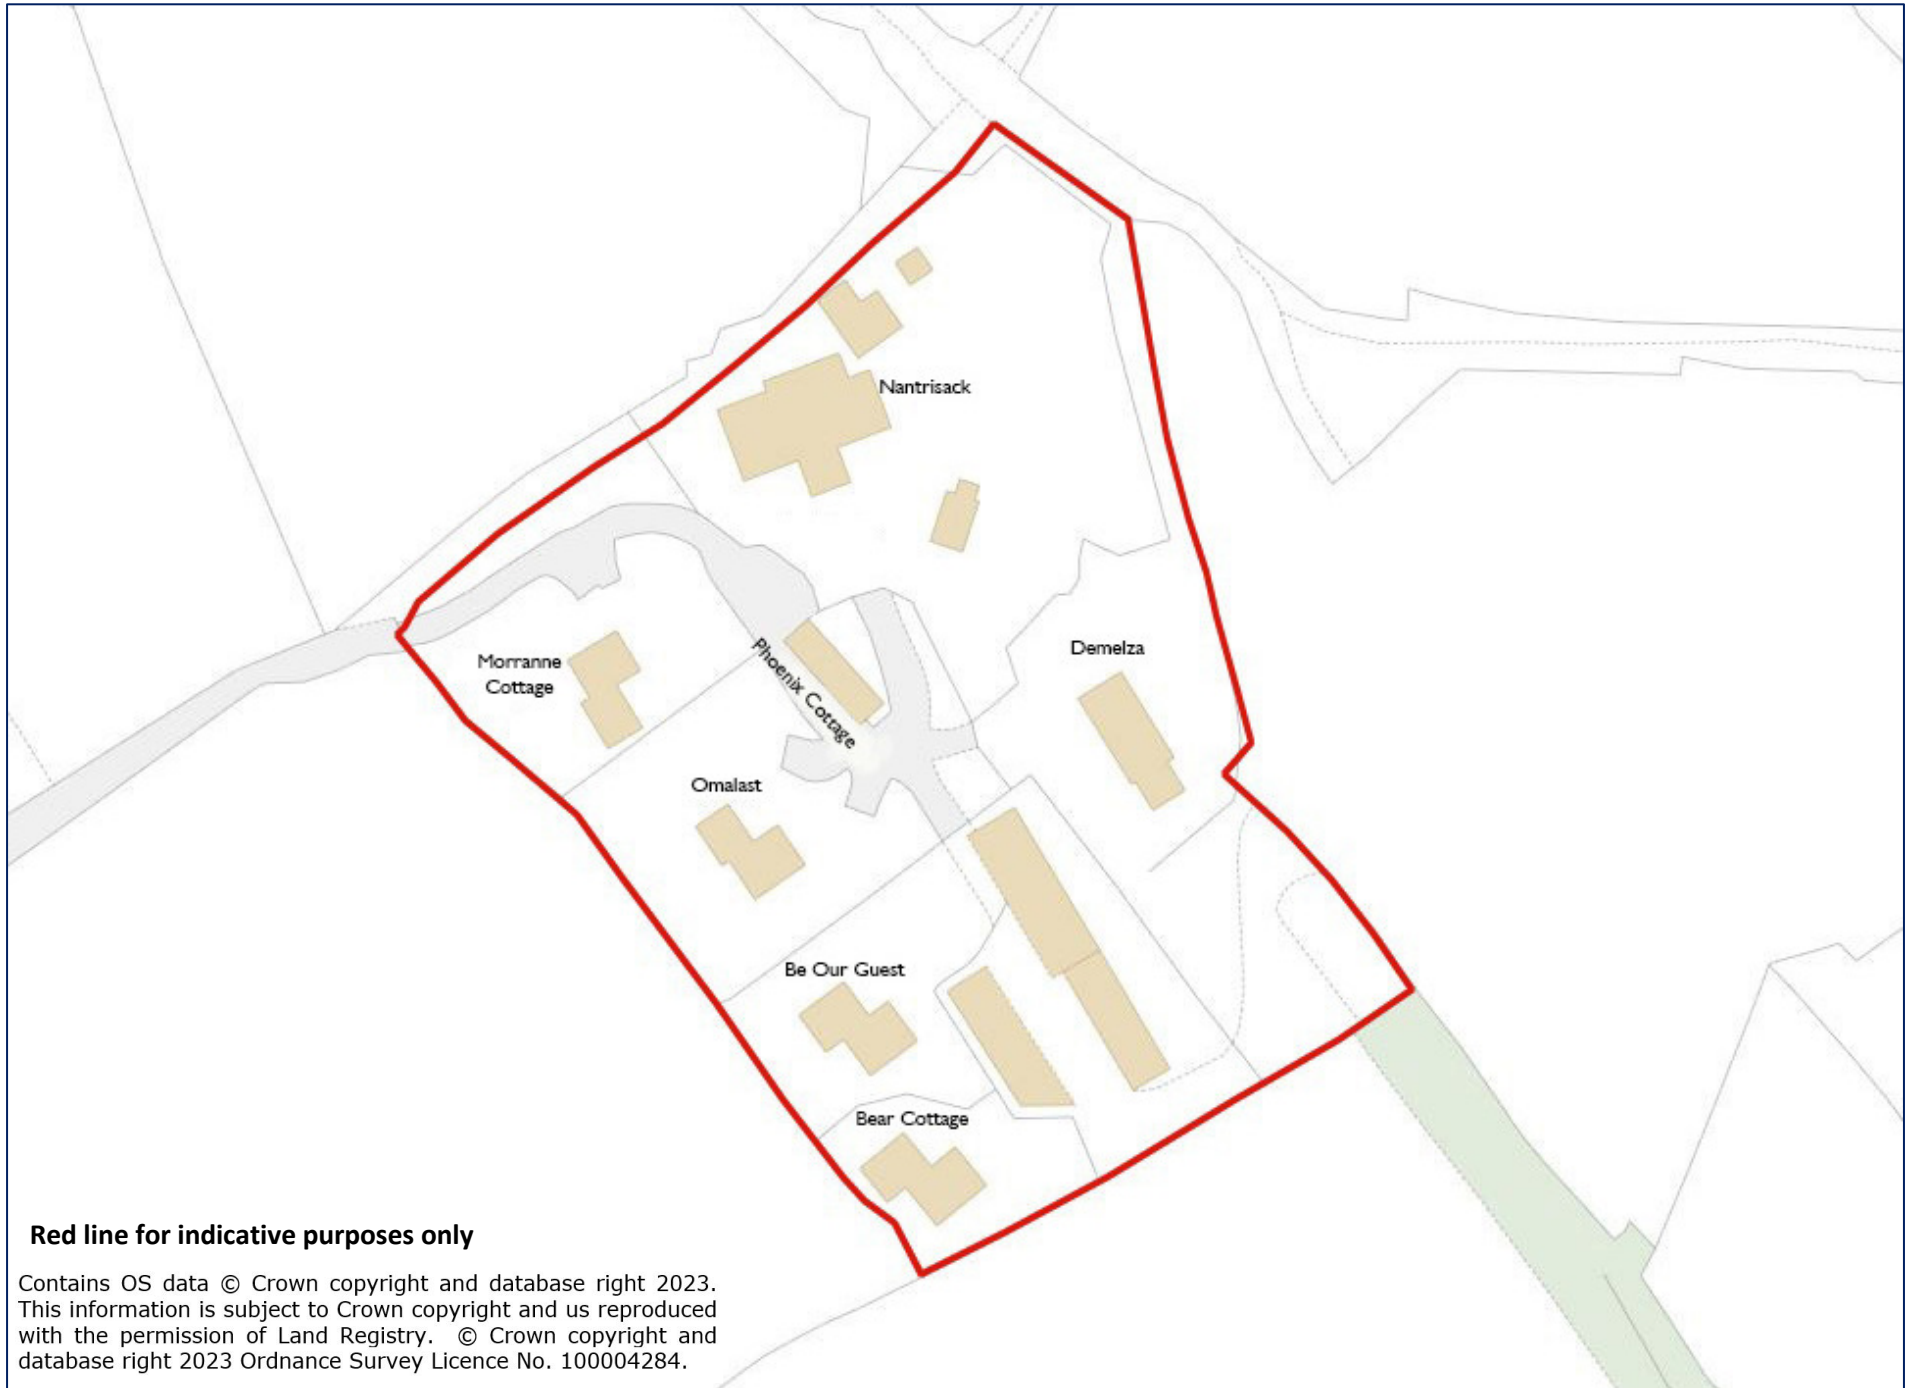 Nantrisack
Demelza
Morranne
Cottage
Phoenix Cottage
Omalast
Be Our Guest
Bear Cottage
Red line for indicative purposes only
Contains OS data © Crown copyright and database right 2023.
This information is subject to Crown copyright and us reproduced
with the permission of Land Registry. © Crown copyright and
database right 2023 Ordnance Survey Licence No. 100004284.